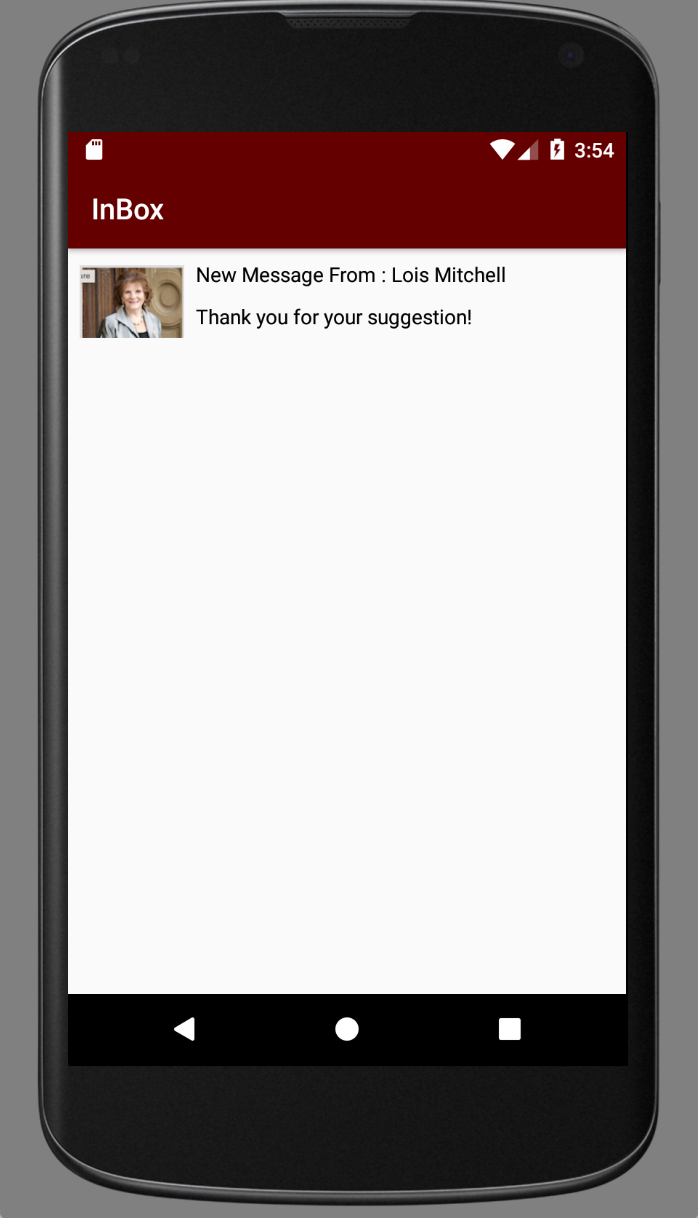 3:54
InBox
New Message From : Lois Mitchell
Thank you for your suggestion!